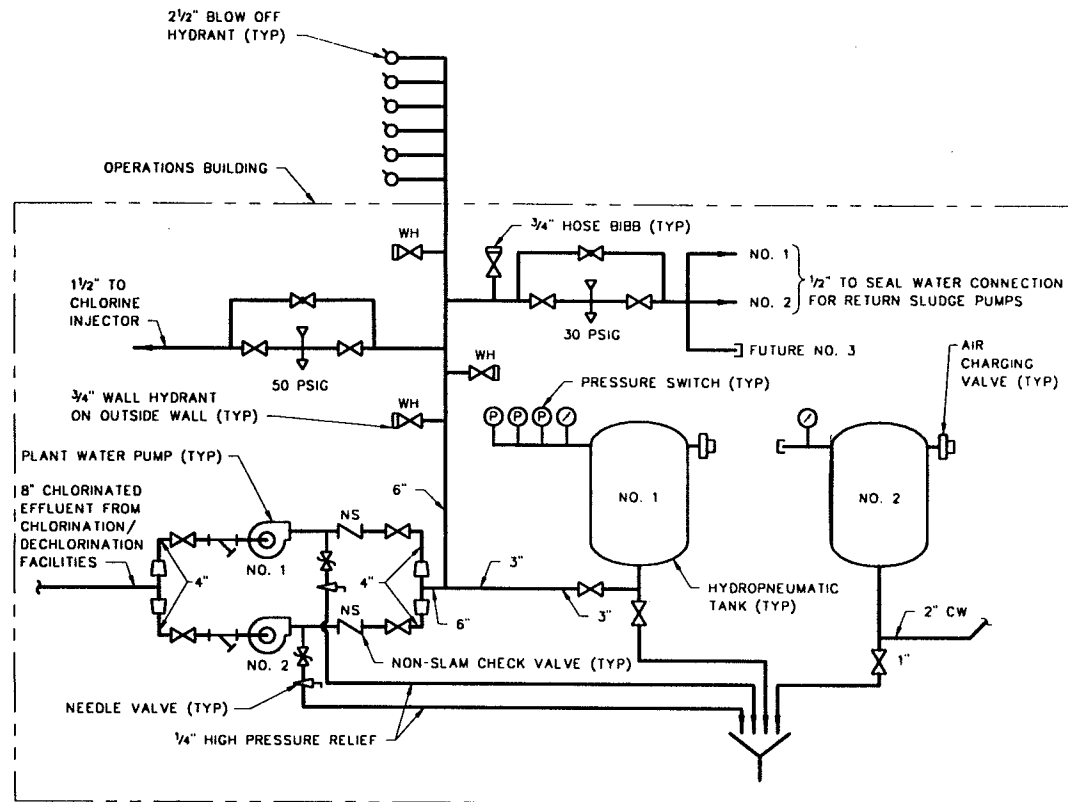 2½" BLOW OFF
HYDRANT (TYP)
OPERATIONS BUILDING
WH
¾" HOSE BIBB (TYP)
NO. 1
NO. 2
½" TO SEAL WATER CONNECTION
FOR RETURN SLUDGE PUMPS
1½" TO
CHLORINE
INJECTOR
30 PSIG
FUTURE NO. 3
50 PSIG
WH
AIR
CHARGING
VALVE (TYP)
PRESSURE SWITCH (TYP)
¾" WALL HYDRANT
ON OUTSIDE WALL (TYP)
WH
P
P
P
PLANT WATER PUMP (TYP)
8" CHLORINATED
EFFLUENT FROM
CHLORINATION/
DECHLORINATION
FACILITIES
6"
NO. 1
NO. 2
NS
NO. 1
4"
4"
3"
3"
6"
HYDROPNEUMATIC
TANK (TYP)
NS
2" CW
1"
NO. 2
NON-SLAM CHECK VALVE (TYP)
NEEDLE VALVE (TYP)
¼" HIGH PRESSURE RELIEF